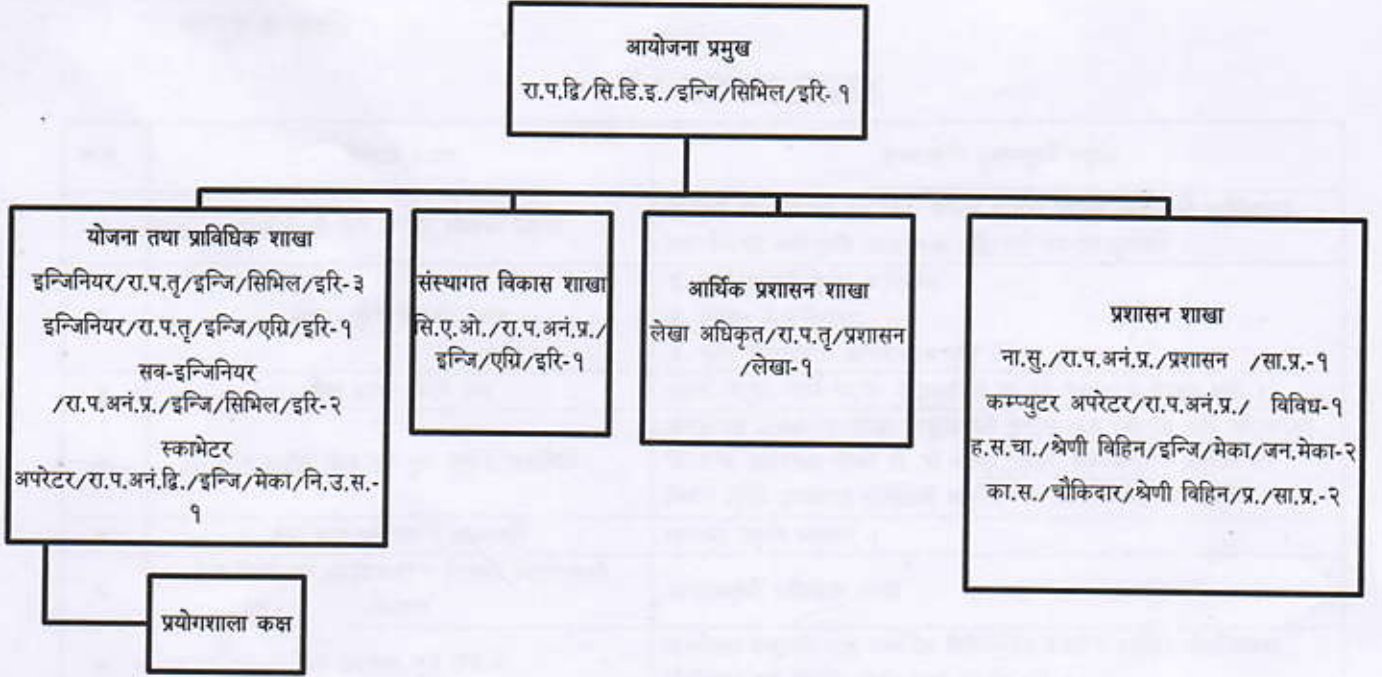 आयोजना प्रमुख
रा.प.द्वि/सि.डि.इ./इन्जि/सिभिल/इरि- १
योजना तथा प्राविधिक शाखा
इन्जिनियर/रा.प.तृ/इन्जि/सिभिल/इरि-३
इन्जिनियर/रा.प.तृ/इन्जि/एग्रि/इरि-१
सब-इन्जिनियर
/रा.प.अनं.प्र./इन्जि/सिभिल/इरि-२
स्काभेटर
अपरेटर/रा.प.अनं.द्वि./इन्जि/मेका/नि.उ.स.-
१
संस्थागत विकास शाखा
सि.ए.ओ./रा.प.अनं.प्र./
इन्जि/एग्रि/इरि-१
आर्थिक प्रशासन शाखा
लेखा अधिकृत/रा.प.तृ/प्रशासन
/लेखा-१
प्रशासन शाखा
ना.सु./रा.प.अनं.प्र./प्रशासन /सा.प्र.-१
कम्प्युटर अपरेटर/रा.प.अनं.प्र./ विविध-१
ह.स.चा./श्रेणी विहिन/इन्जि/मेका/जन.मेका-२
का.स./चौकिदार/श्रेणी विहिन/प्र./सा.प्र.-२
प्रयोगशाला कक्ष